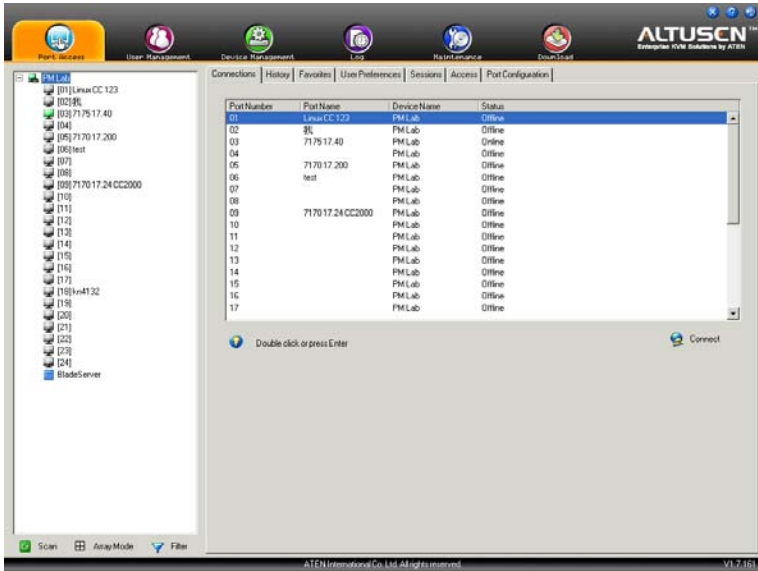 ALTUSEN™
Enterprise KVM Solutions by ATEN
Port Access
User Management
Device Management
Log
Maintenance
Download
PM Lab
[01]Linux CC 123
[02]我
[03]7175 17.40
[04]
[05]7170 17.200
[06]test
[07]
[08]
[09]7170 17.24 CC2000
[10]
[11]
[12]
[13]
[14]
[15]
[16]
[17]
[18]kn4132
[19]
[20]
[21]
[22]
[23]
[24]
BladeServer
Scan
Array Mode
Filter
Connections History Favorites User Preferences Sessions Access Port Configuration
Port Number Port Name Device Name Status
01 Linux CC 123 PM Lab Offline
02 我 PM Lab Offline
03 7175 17.40 PM Lab Online
04 PM Lab Offline
05 7170 17.200 PM Lab Offline
06 test PM Lab Offline
07 PM Lab Offline
08 PM Lab Offline
09 7170 17.24 CC2000 PM Lab Offline
10 PM Lab Offline
11 PM Lab Offline
12 PM Lab Offline
13 PM Lab Offline
14 PM Lab Offline
15 PM Lab Offline
16 PM Lab Offline
17 PM Lab Offline
Double click or press Enter
Connect
ATEN International Co. Ltd. All rights reserved.
V1.7.161